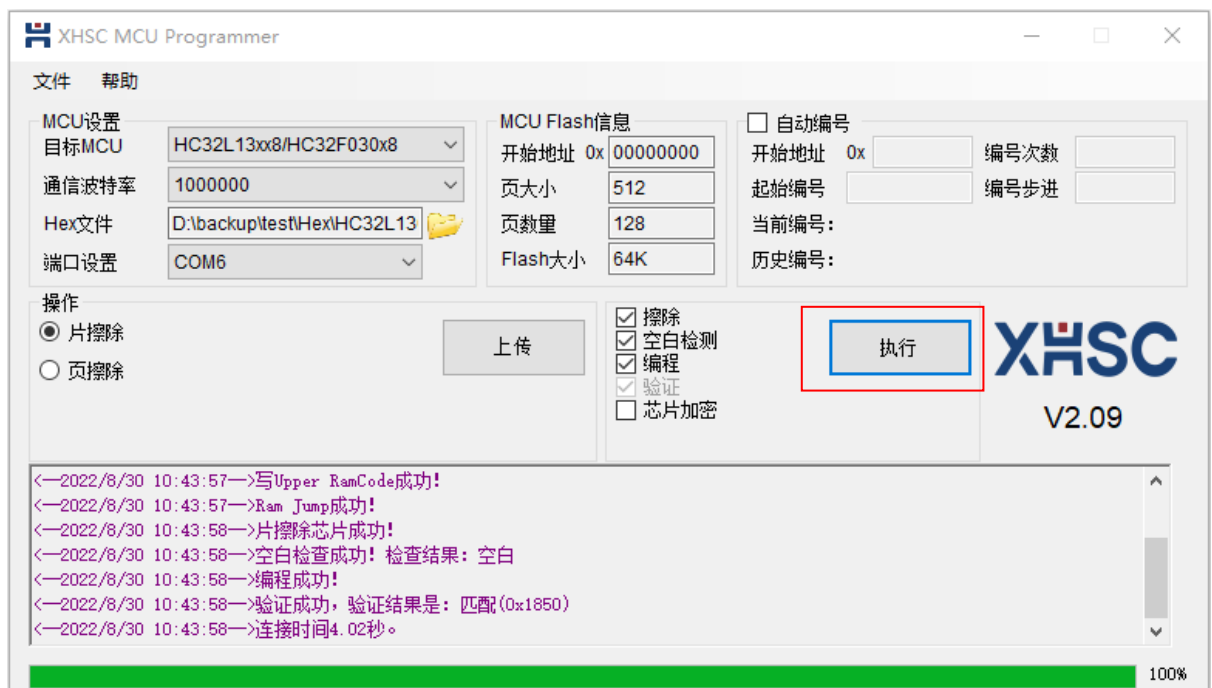 XHSC MCU Programmer
文件 帮助
MCU设置
目标MCU HC32L13xx8/HC32F030x8
通信波特率 1000000
Hex文件 D:\backup\test\Hex\HC32L13
端口设置 COM6
MCU Flash信息
开始地址 0x 00000000
页大小 512
页数量 128
Flash大小 64K
自动编号
开始地址 0x 编号次数
起始编号 编号步进
当前编号:
历史编号:
操作
片擦除
页擦除
上传
擦除
空白检测
编程
验证
芯片加密
执行
XHSC
V2.09
<—2022/8/30 10:43:57—>写Upper RamCode成功!
<—2022/8/30 10:43:57—>Ram Jump成功!
<—2022/8/30 10:43:58—>片擦除芯片成功!
<—2022/8/30 10:43:58—>空白检查成功! 检查结果: 空白
<—2022/8/30 10:43:58—>编程成功!
<—2022/8/30 10:43:58—>验证成功, 验证结果是: 匹配(0x1850)
<—2022/8/30 10:43:58—>连接时间4.02秒。
100%